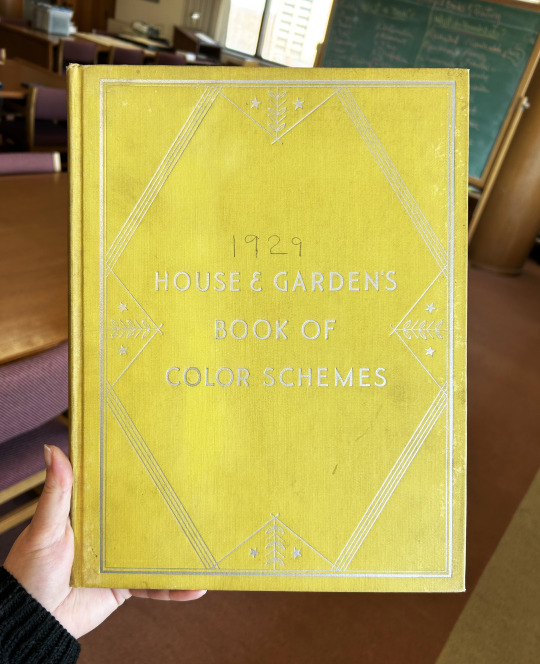 1929
HOUSE & GARDEN'S
BOOK OF
COLOR SCHEMES